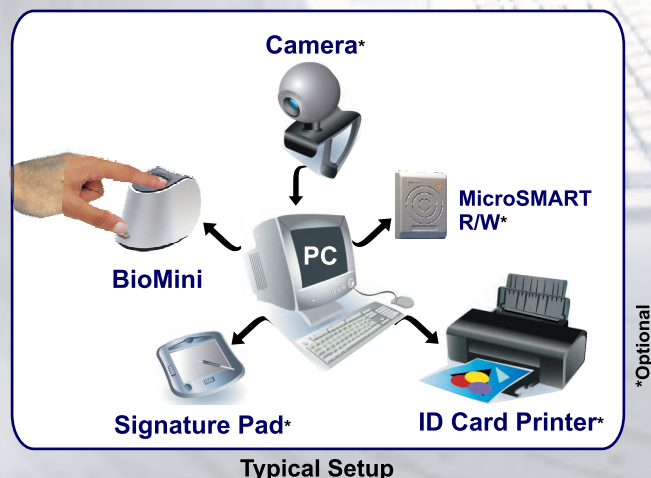 Camera*
MicroSMART
R/W*
PC
BioMini
*Optional
Signature Pad*
ID Card Printer*
Typical Setup